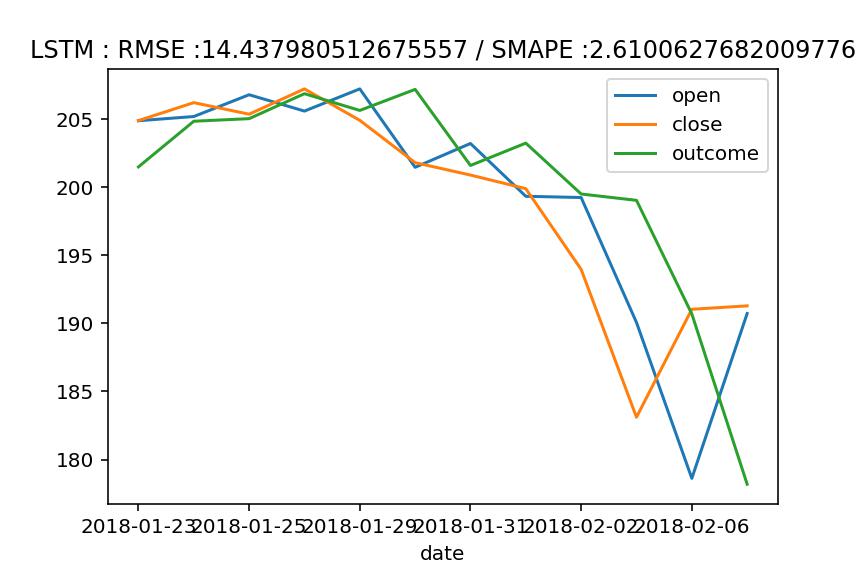 LSTM : RMSE :14.437980512675557 / SMAPE :2.6100627682009776
open
close
outcome
205
200
195
190
185
180
2018-01-23 2018-01-25 2018-01-29 2018-01-31 2018-02-02 2018-02-06
date